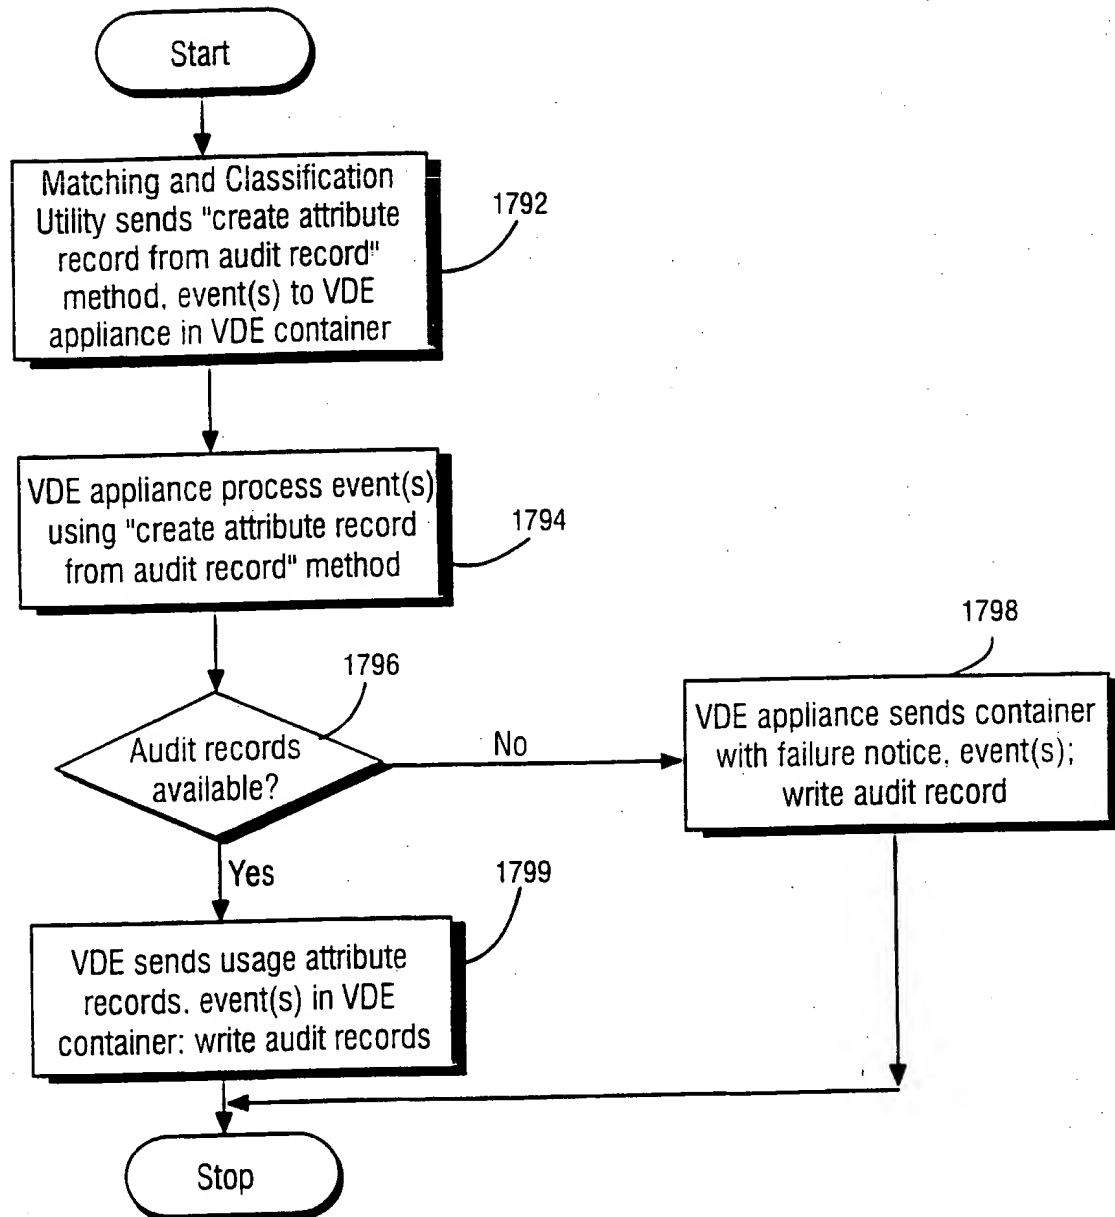 Start
Matching and Classification
Utility sends "create attribute
record from audit record"
method, event(s) to VDE
appliance in VDE container
1792
VDE appliance process event(s)
using "create attribute record
from audit record" method
1794
1796
Audit records
available?
No
1798
VDE appliance sends container
with failure notice, event(s);
write audit record
Yes
1799
VDE sends usage attribute
records. event(s) in VDE
container: write audit records
Stop